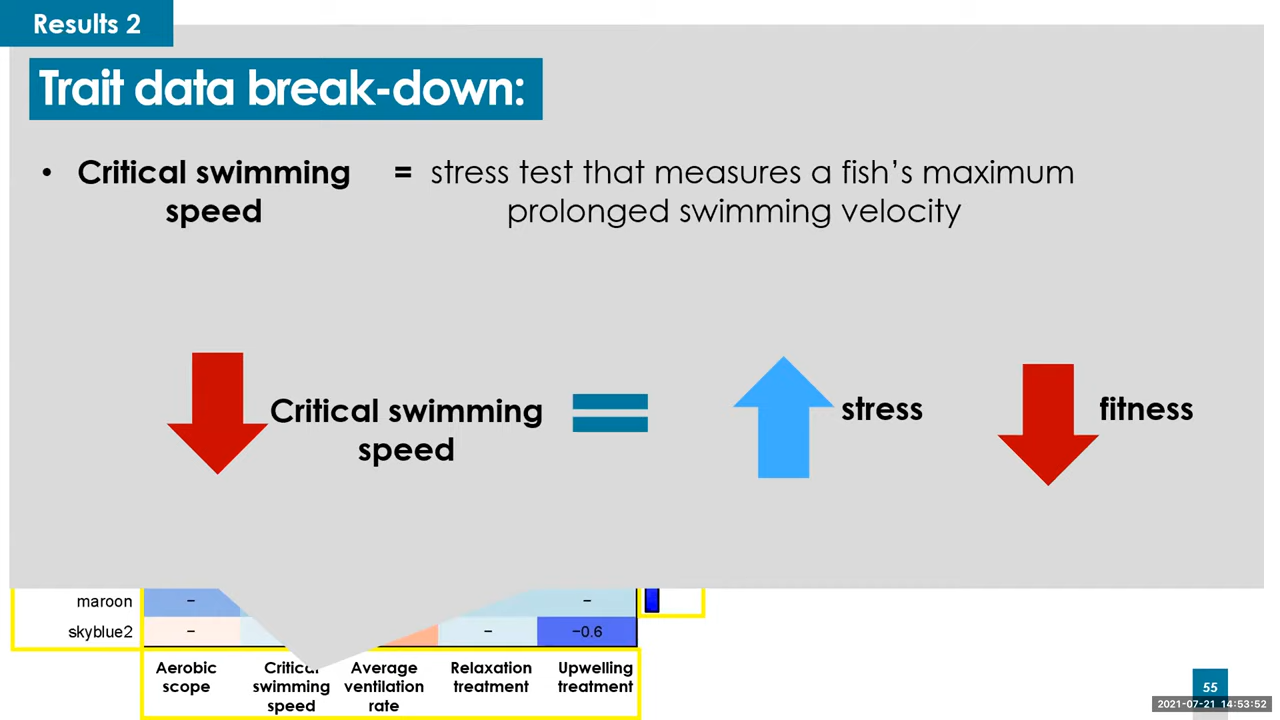 Results 2
Trait data break-down:
• Critical swimming speed = stress test that measures a fish's maximum prolonged swimming velocity
Critical swimming
speed
=
stress
fitness
maroon – –
skyblue2 – – −0.6
Aerobic scope
Critical swimming speed
Average ventilation rate
Relaxation treatment
Upwelling treatment
55
2021-07-21 14:53:52